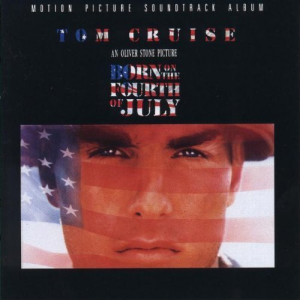 MOTION PICTURE SOUNDTRACK ALBUM
TOM CRUISE
AN OLIVER STONE PICTURE
BORN ON
THE
FOURTH
OF JULY